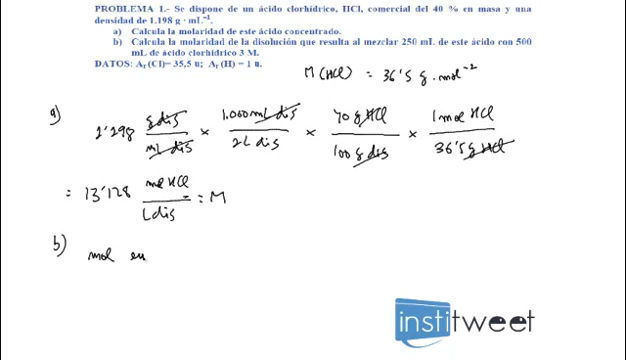 PROBLEMA 1.- Se dispone de un ácido clorhídrico, HCl, comercial del 40 % en masa y una
densidad de 1.198 g · mL⁻¹.
a) Calcula la molaridad de este ácido concentrado.
b) Calcula la molaridad de la disolución que resulta al mezclar 250 mL de este ácido con 500
mL de ácido clorhídrico 3 M.
DATOS: Aᵣ (Cl)= 35,5 u; Aᵣ (H) = 1 u.
M (HCl) = 36'5 g · mol⁻¹
a) 1'198 g dis / mL dis × 1.000 mL dis / 1 L dis × 40 g HCl / 100 g dis × 1 mol HCl / 36'5 g HCl
= 13'128 mol HCl / L dis = M
b)
mol en
institweet